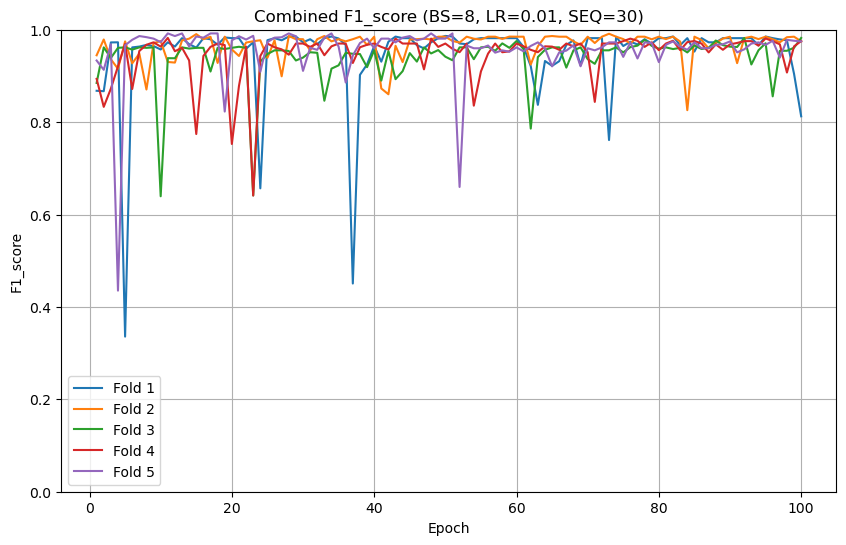 Combined F1_score (BS=8, LR=0.01, SEQ=30)
1.0
0.8
0.6
0.4
0.2
0.0
F1_score
Fold 1
Fold 2
Fold 3
Fold 4
Fold 5
0 20 40 60 80 100
Epoch